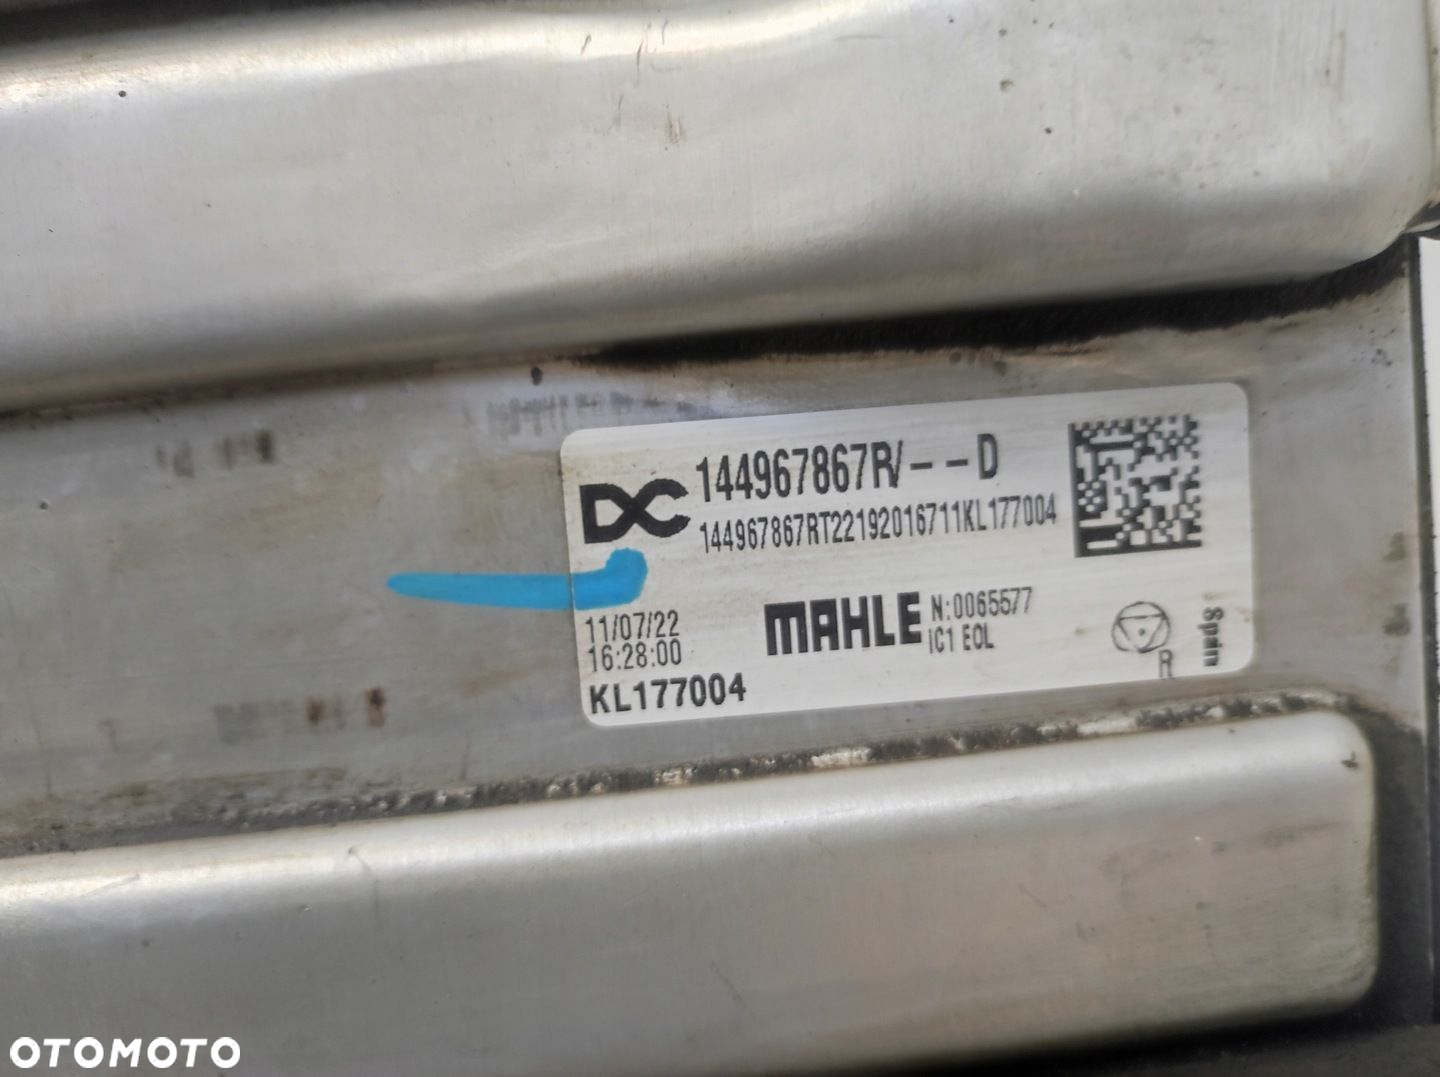 DC
144967867R/--D
144967867RT22192016711KL177004
11/07/22
16:28:00
KL177004
MAHLE
N:0065577
IC1 EOL
R
Spain
OTOMOTO